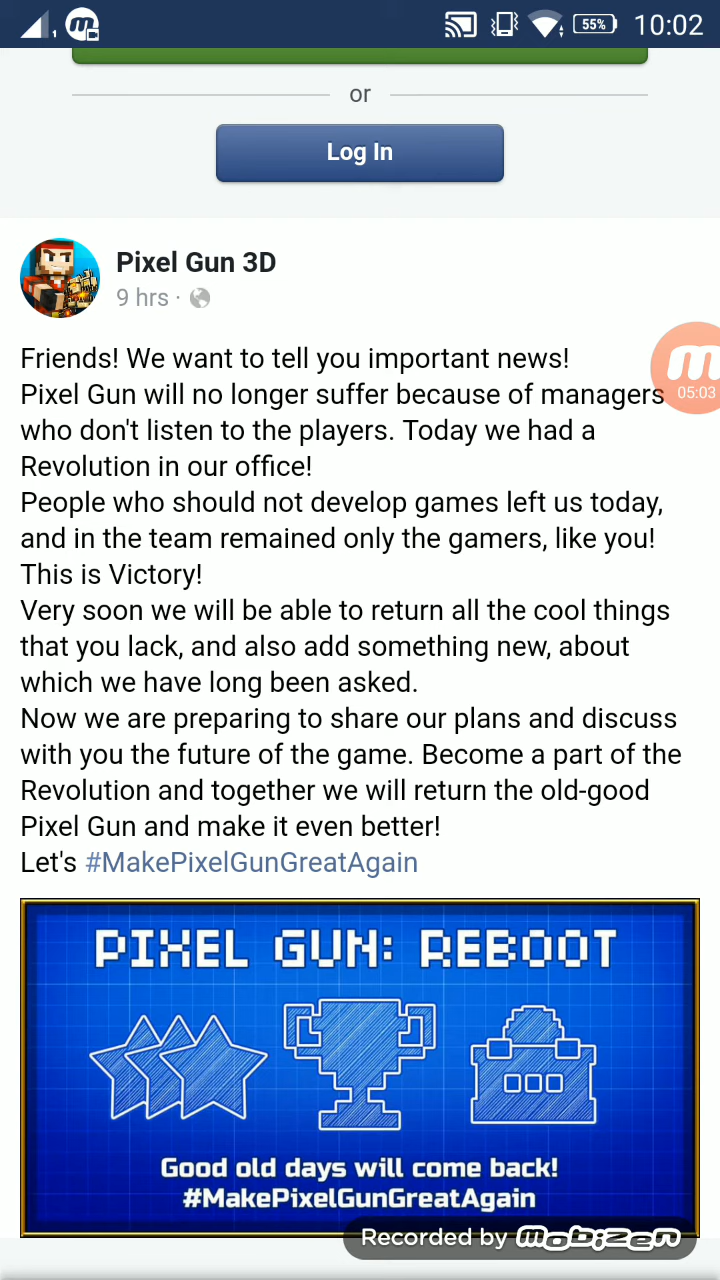 1
55%
10:02
or
Log In
Pixel Gun 3D
9 hrs ·
Friends! We want to tell you important news!
Pixel Gun will no longer suffer because of managers
05:03
who don't listen to the players. Today we had a
Revolution in our office!
People who should not develop games left us today,
and in the team remained only the gamers, like you!
This is Victory!
Very soon we will be able to return all the cool things
that you lack, and also add something new, about
which we have long been asked.
Now we are preparing to share our plans and discuss
with you the future of the game. Become a part of the
Revolution and together we will return the old-good
Pixel Gun and make it even better!
Let's #MakePixelGunGreatAgain
PIXEL GUN: REBOOT
Good old days will come back!
#MakePixelGunGreatAgain
Recorded by mobizen